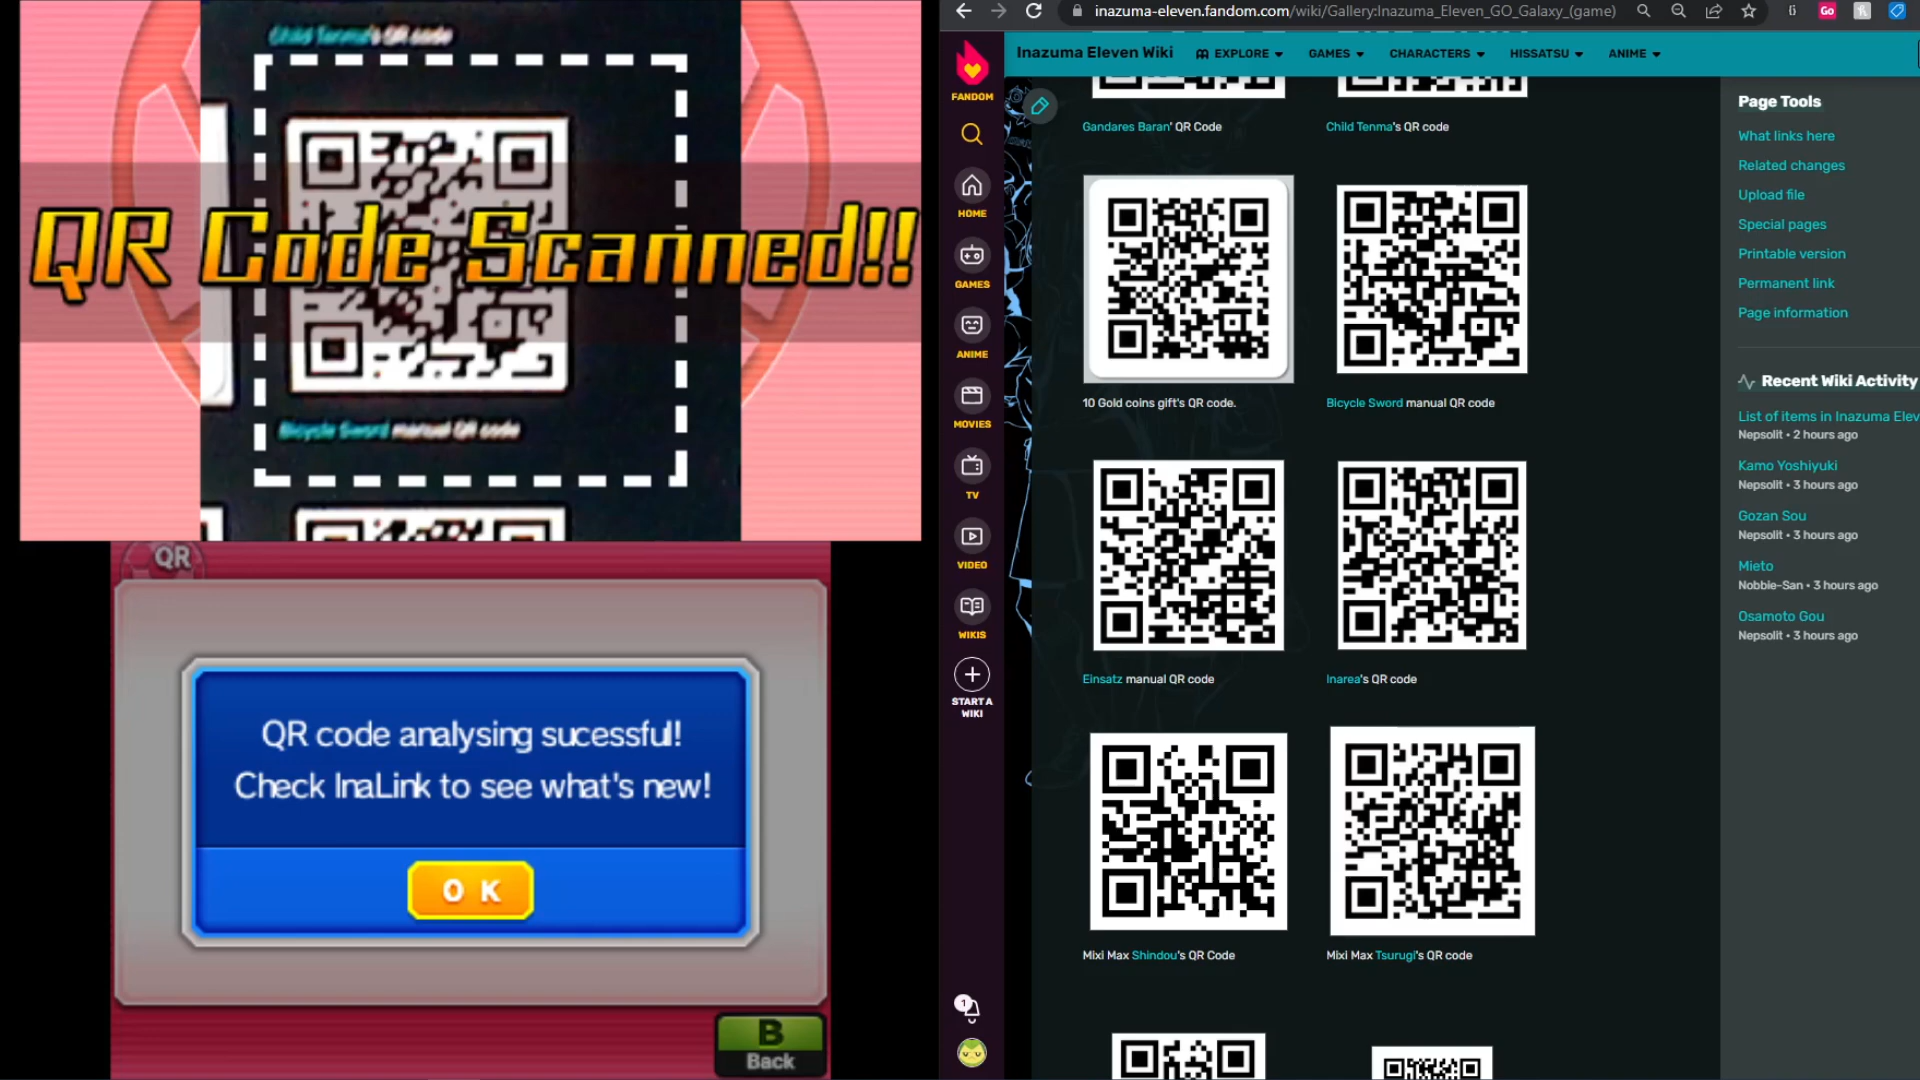 Child Tenma's QR code
QR Code Scanned!!
Bicycle Sword manual QR code
QR
QR code analysing sucessful!
Check InaLink to see what's new!
O K
B
Back
inazuma-eleven.fandom.com/wiki/Gallery:Inazuma_Eleven_GO_Galaxy_(game)
Go
Inazuma Eleven Wiki
EXPLORE
GAMES
CHARACTERS
HISSATSU
ANIME
FANDOM
HOME
GAMES
ANIME
MOVIES
TV
VIDEO
WIKIS
START A
WIKI
1
Gandares Baran' QR Code
Child Tenma's QR code
10 Gold coins gift's QR code.
Bicycle Sword manual QR code
Einsatz manual QR code
Inarea's QR code
Mixi Max Shindou's QR Code
Mixi Max Tsurugi's QR code
Page Tools
What links here
Related changes
Upload file
Special pages
Printable version
Permanent link
Page information
Recent Wiki Activity
List of items in Inazuma Elev
Nepsolit • 2 hours ago
Kamo Yoshiyuki
Nepsolit • 3 hours ago
Gozan Sou
Nepsolit • 3 hours ago
Mieto
Nobbie-San • 3 hours ago
Osamoto Gou
Nepsolit • 3 hours ago